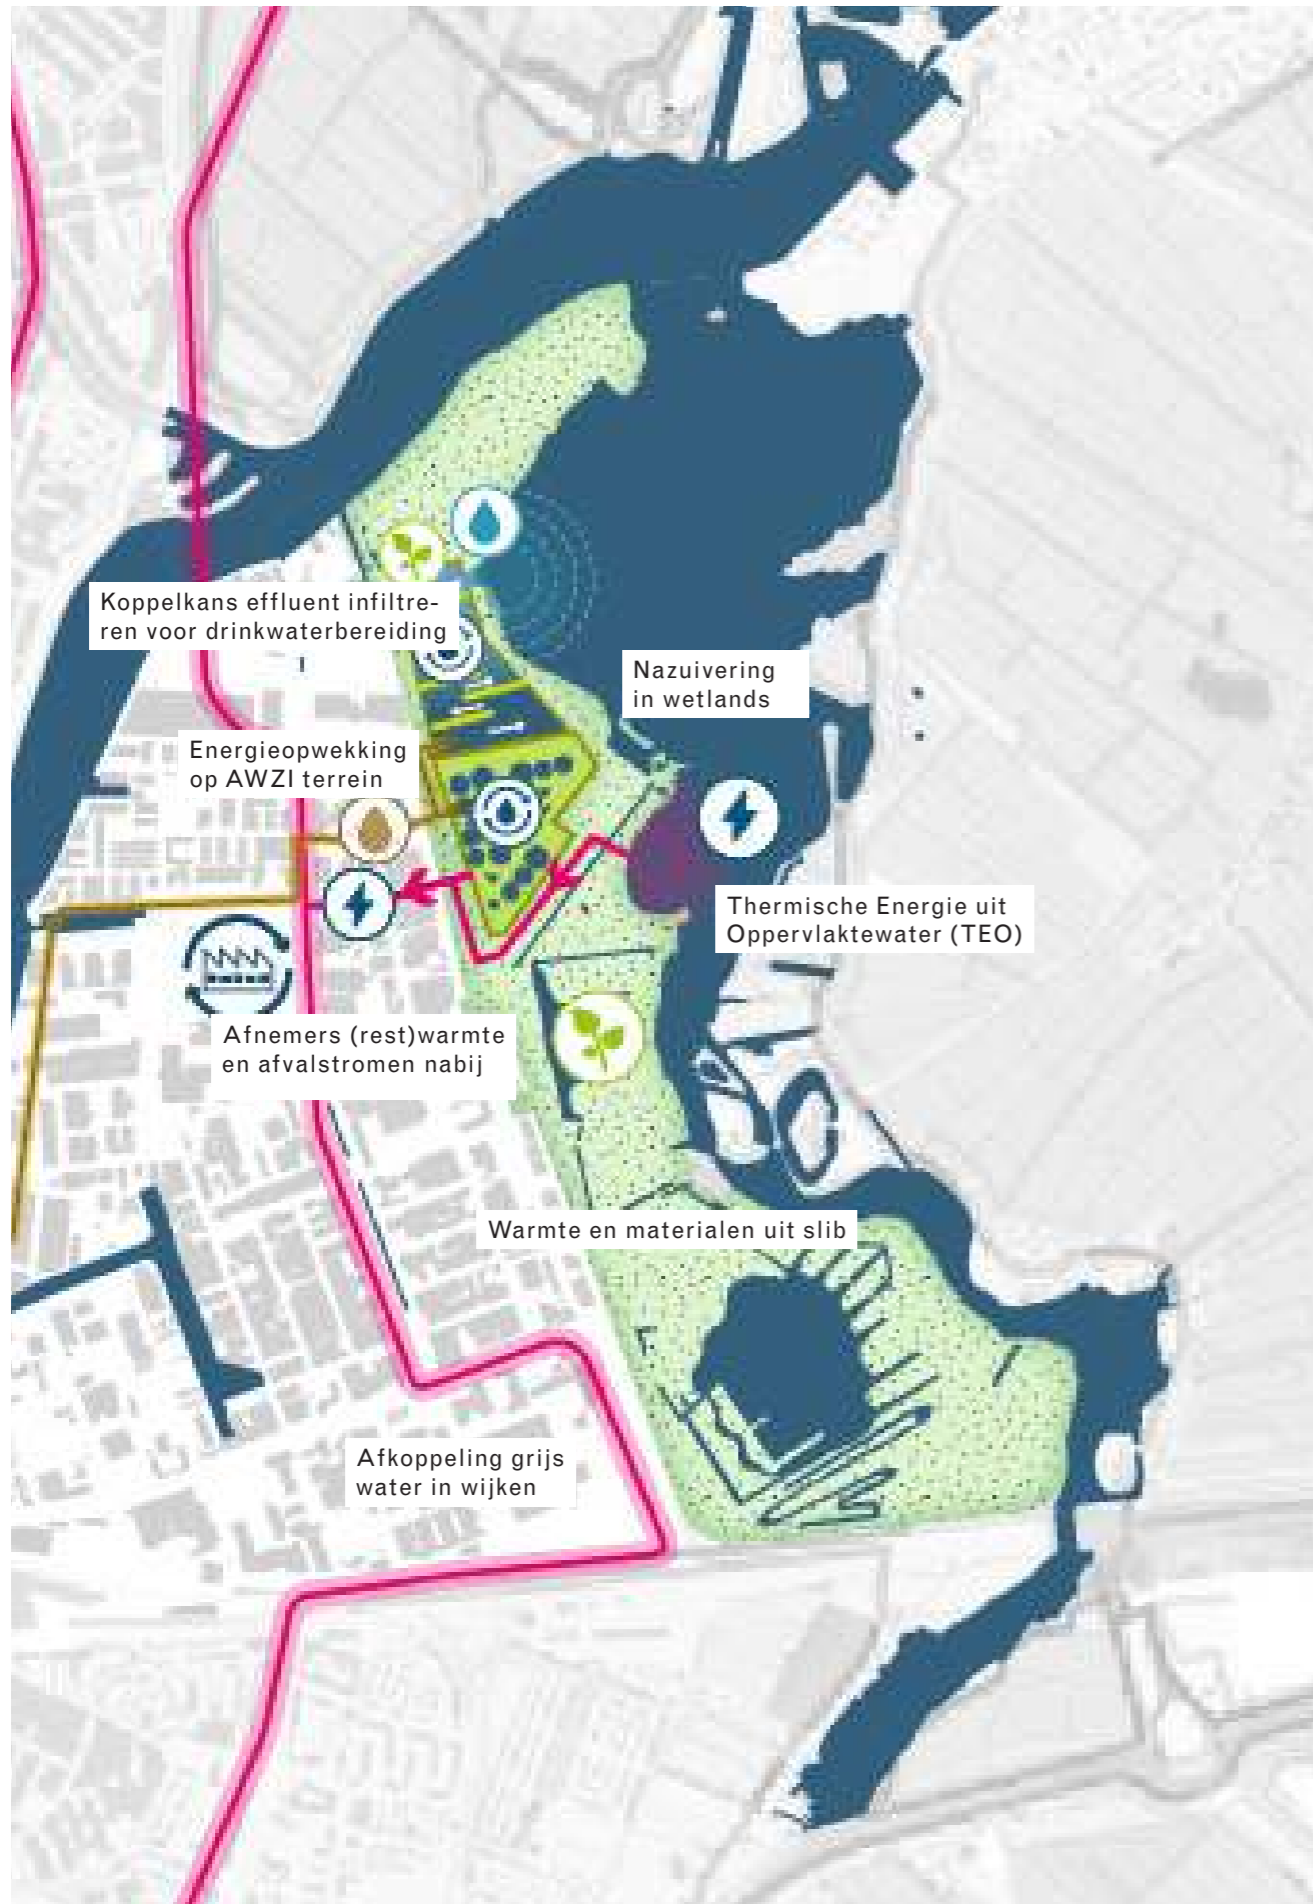 Koppelkans effluent infiltre-
ren voor drinkwaterbereiding
Nazuivering
in wetlands
Energieopwekking
op AWZI terrein
Thermische Energie uit
Oppervlaktewater (TEO)
Afnemers (rest)warmte
en afvalstromen nabij
Warmte en materialen uit slib
Afkoppeling grijs
water in wijken